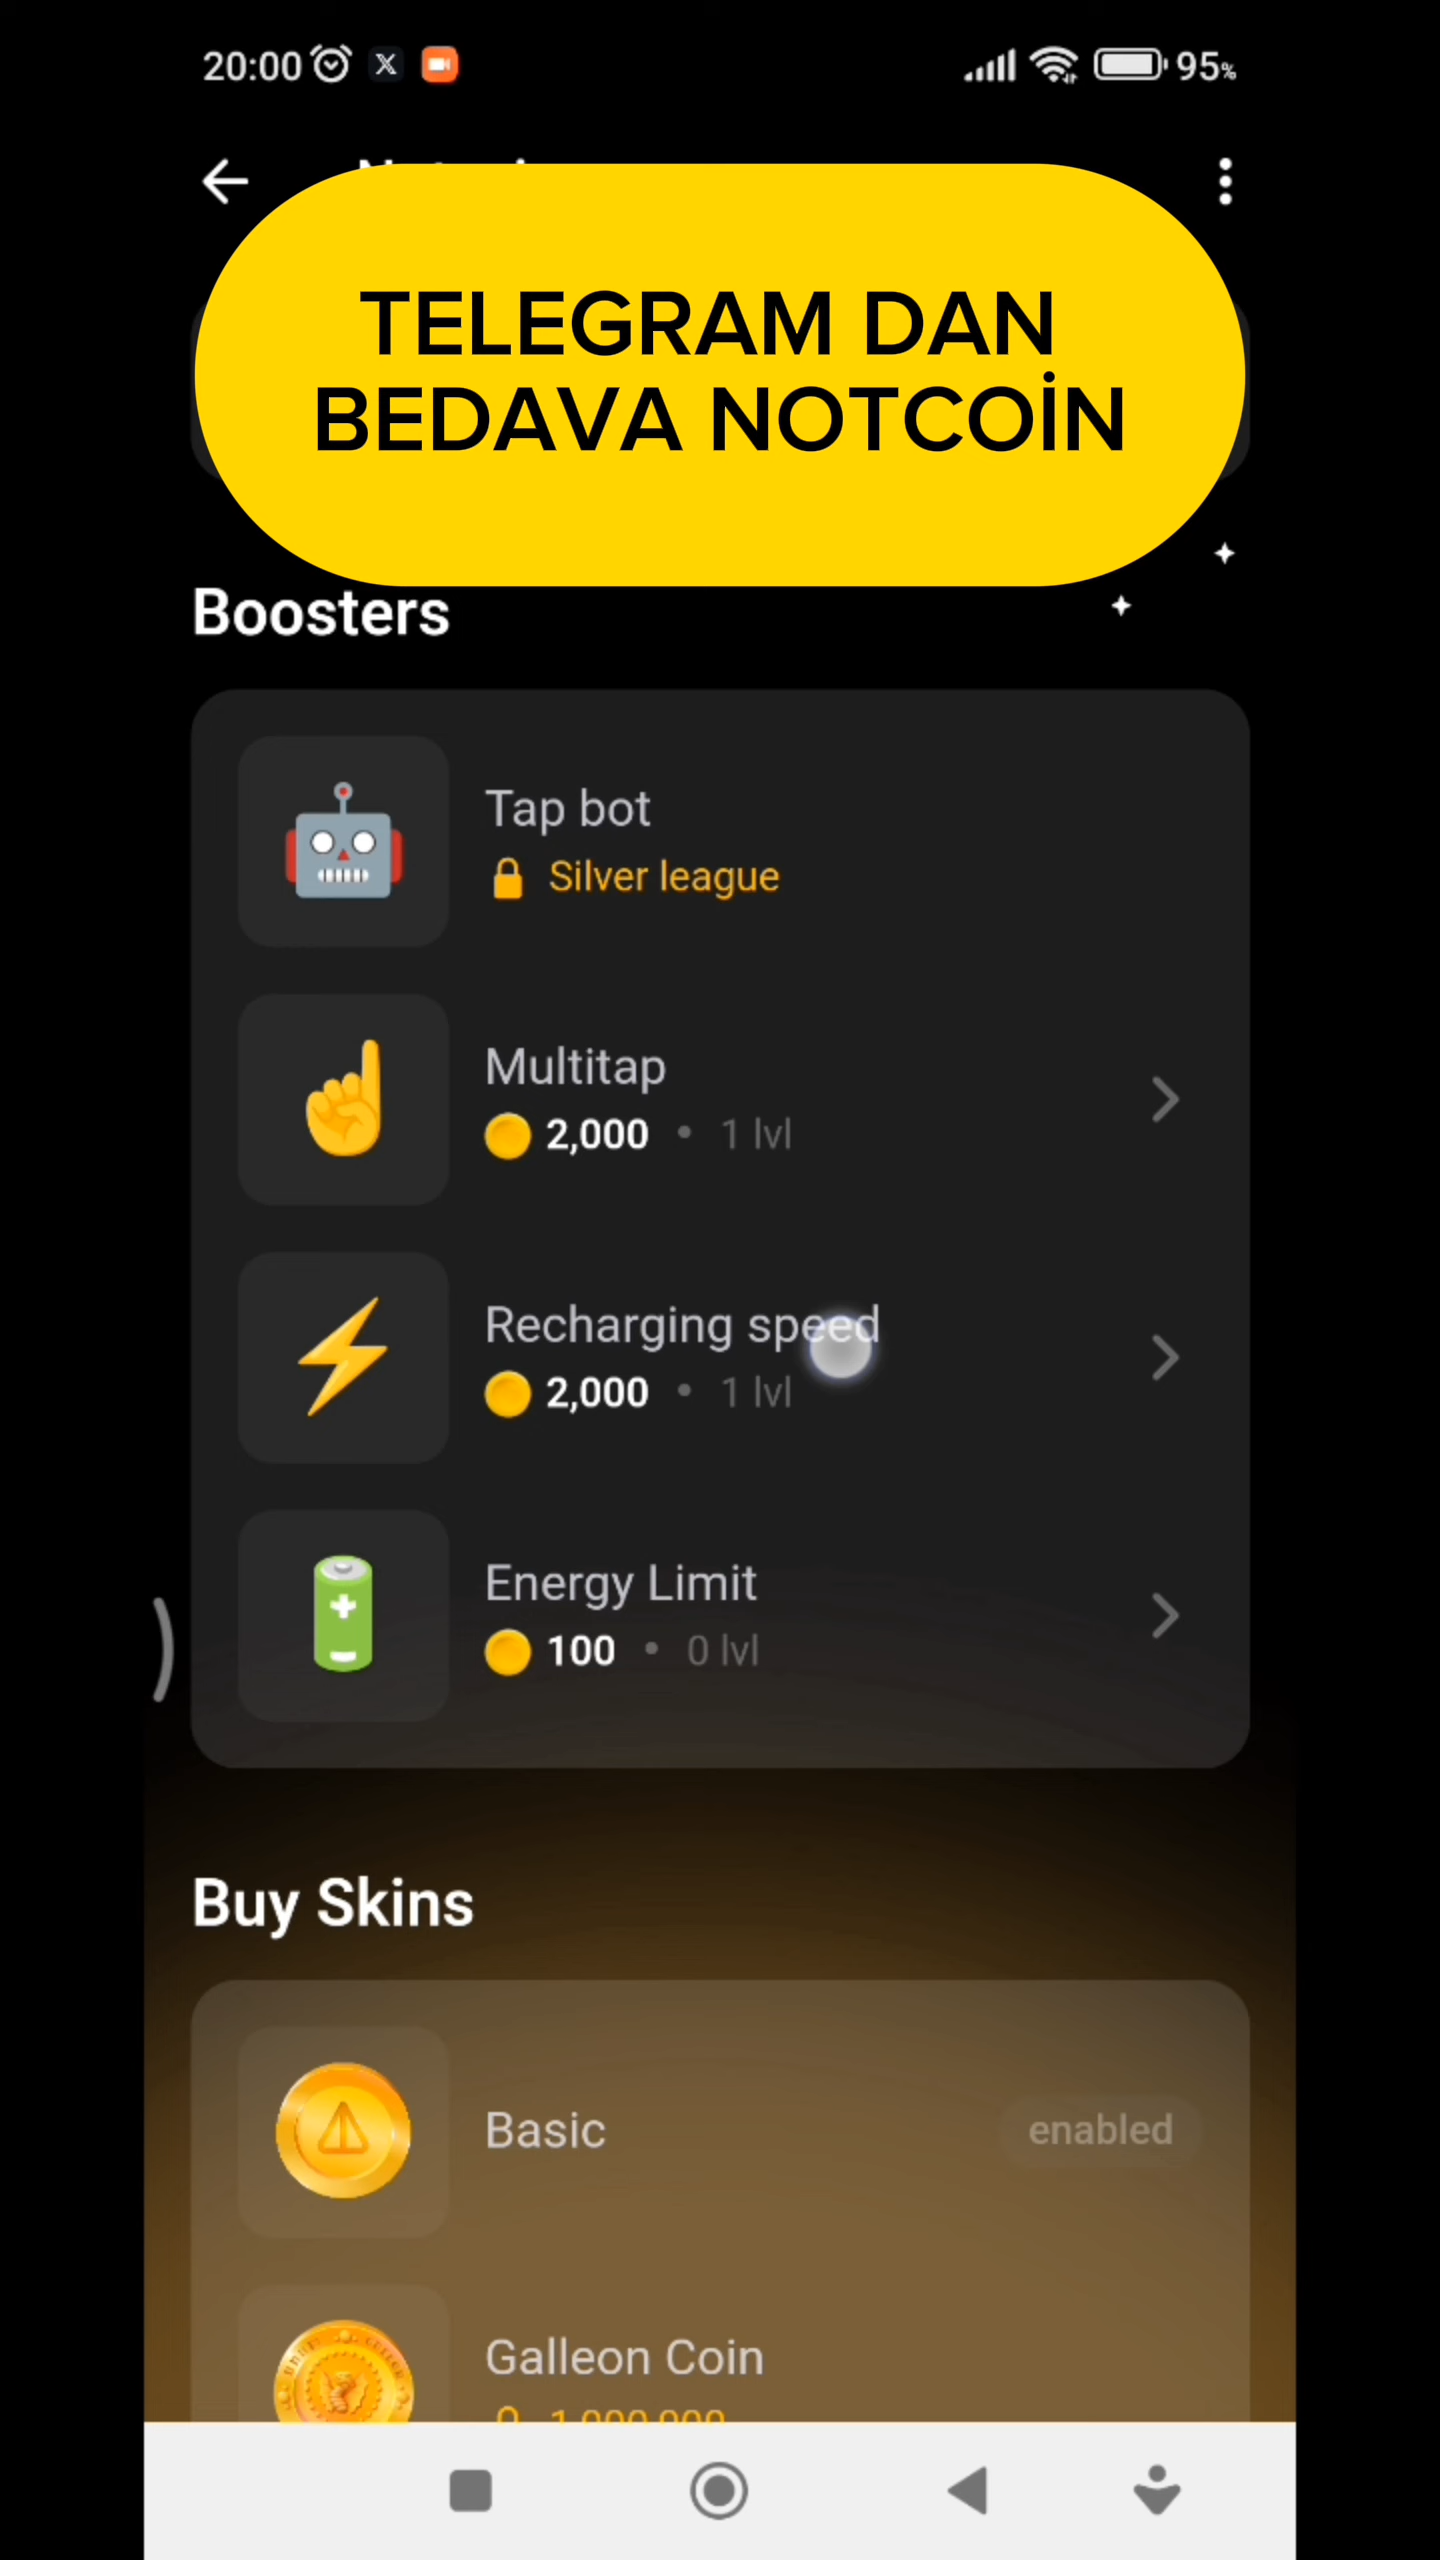 20:00 95%
TELEGRAM DAN
BEDAVA NOTCOİN
Boosters
Tap bot
Silver league
Multitap
2,000 • 1 lvl
Recharging speed
2,000 • 1 lvl
Energy Limit
100 • 0 lvl
Buy Skins
Basic
enabled
Galleon Coin